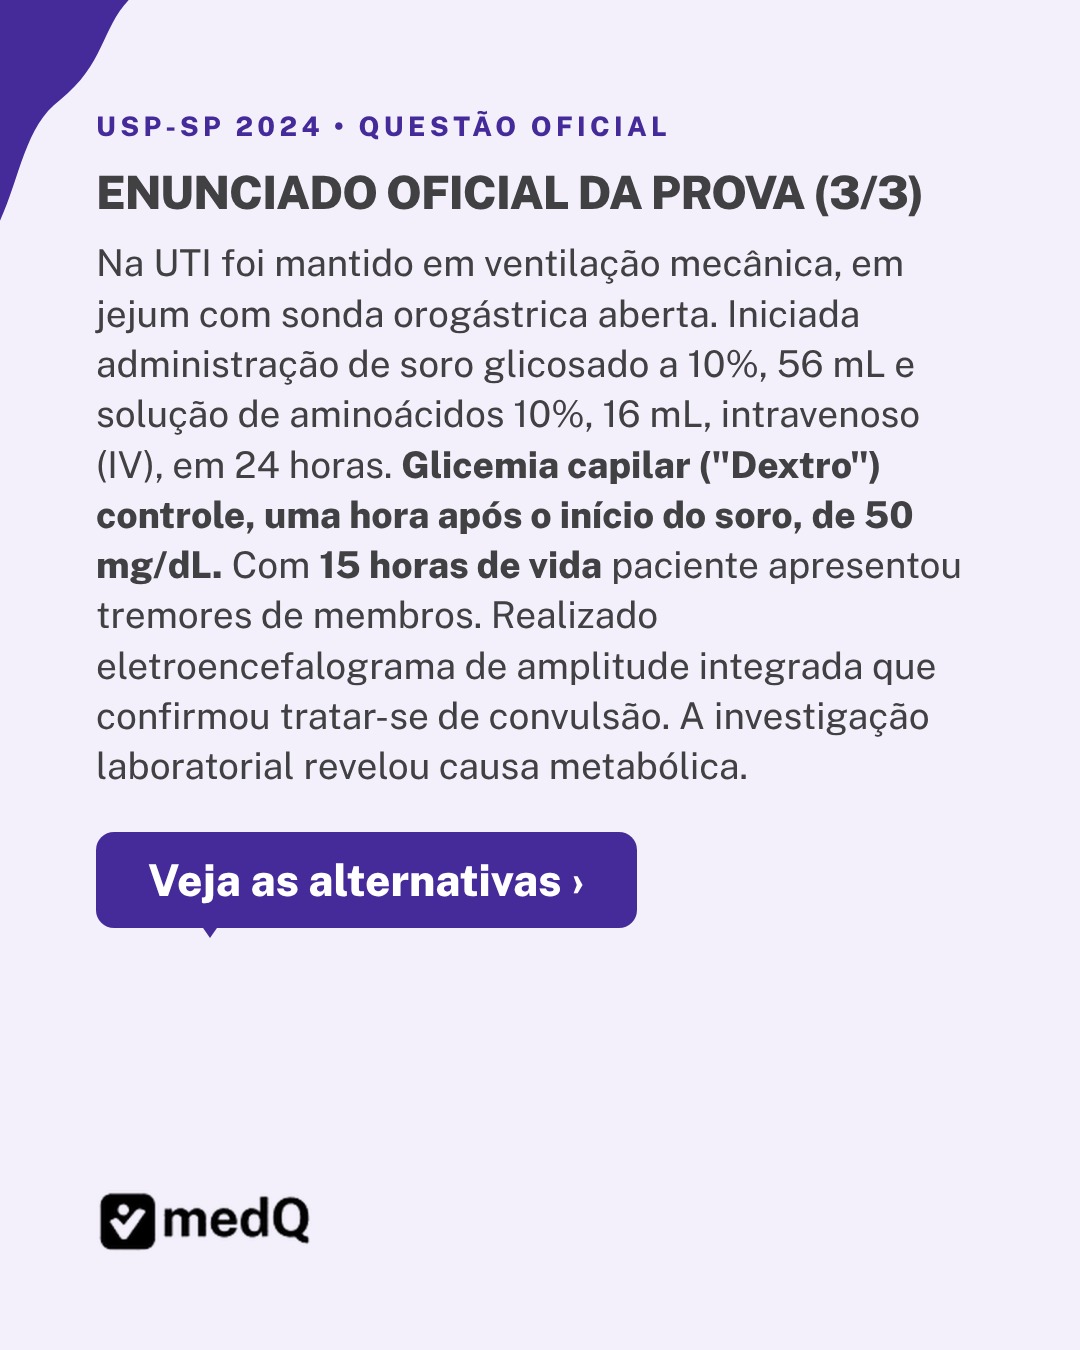 USP-SP 2024 • QUESTÃO OFICIAL
ENUNCIADO OFICIAL DA PROVA (3/3)
Na UTI foi mantido em ventilação mecânica, em
jejum com sonda orogástrica aberta. Iniciada
administração de soro glicosado a 10%, 56 mL e
solução de aminoácidos 10%, 16 mL, intravenoso
(IV), em 24 horas. Glicemia capilar ("Dextro")
controle, uma hora após o início do soro, de 50
mg/dL. Com 15 horas de vida paciente apresentou
tremores de membros. Realizado
eletroencefalograma de amplitude integrada que
confirmou tratar-se de convulsão. A investigação
laboratorial revelou causa metabólica.
Veja as alternativas ›
medQ